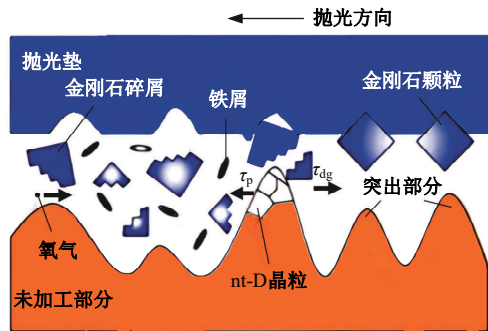 抛光方向
抛光垫
金刚石碎屑
铁屑
金刚石颗粒
τp
τdg
突出部分
氧气
nt-D晶粒
未加工部分